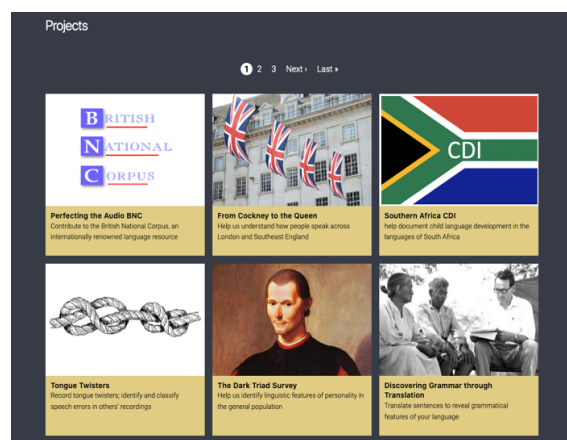 Projects
1 2 3 Next › Last »
BRITISH
NATIONAL
CORPUS
CDI
Perfecting the Audio BNC
Contribute to the British National Corpus, an
internationally renowned language resource
From Cockney to the Queen
Help us understand how people speak across
London and Southeast England
Southern Africa CDI
help document child language development in the
languages of South Africa
Tongue Twisters
Record tongue twisters; identify and classify
speech errors in others' recordings
The Dark Triad Survey
Help us identify linguistic features of personality in
the general population
Discovering Grammar through
Translation
Translate sentences to reveal grammatical
features of your language